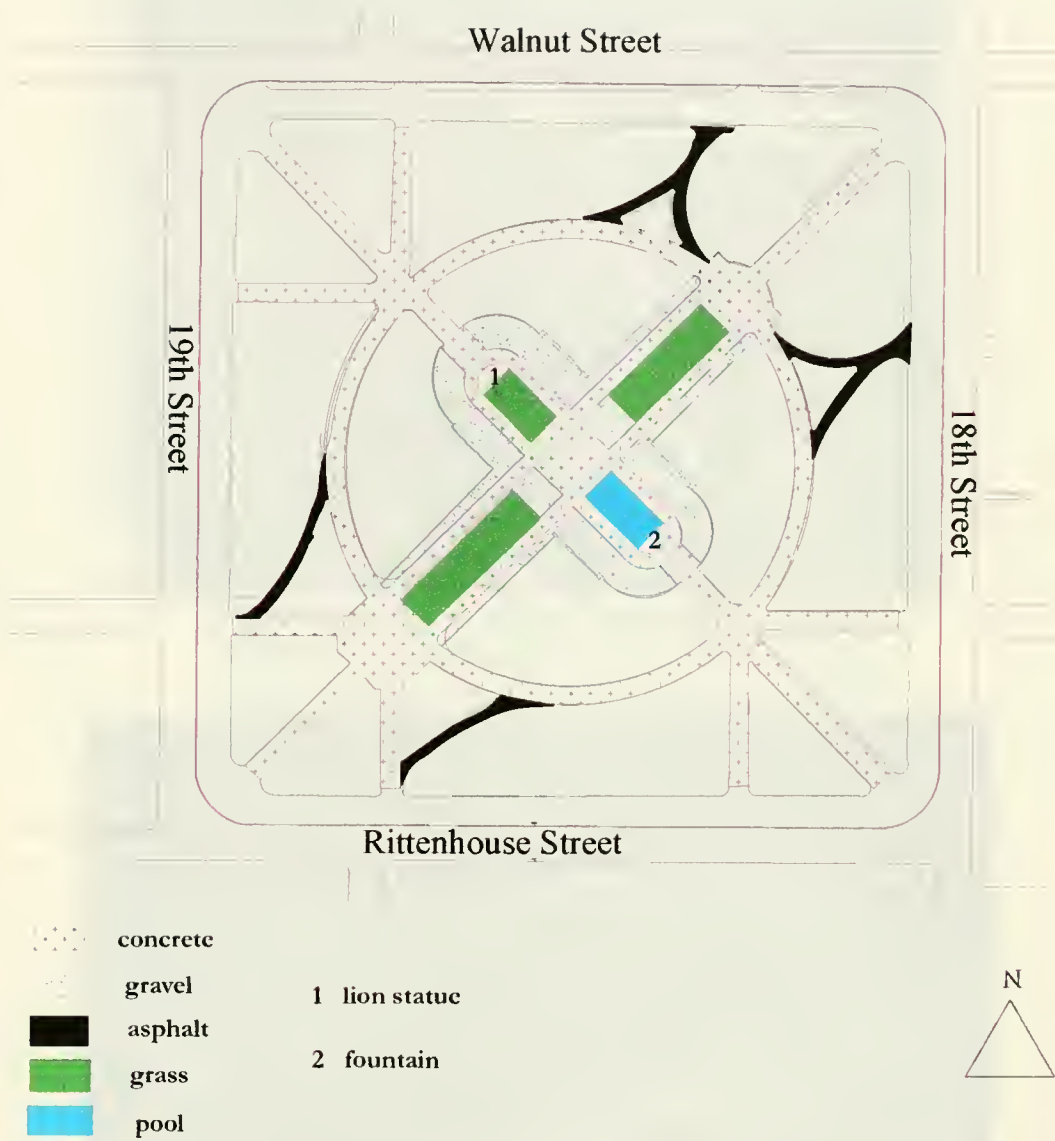 Walnut Street
19th Street
1
18th Street
2
Rittenhouse Street
concrete
gravel
asphalt
grass
pool
1 lion statue
2 fountain
N